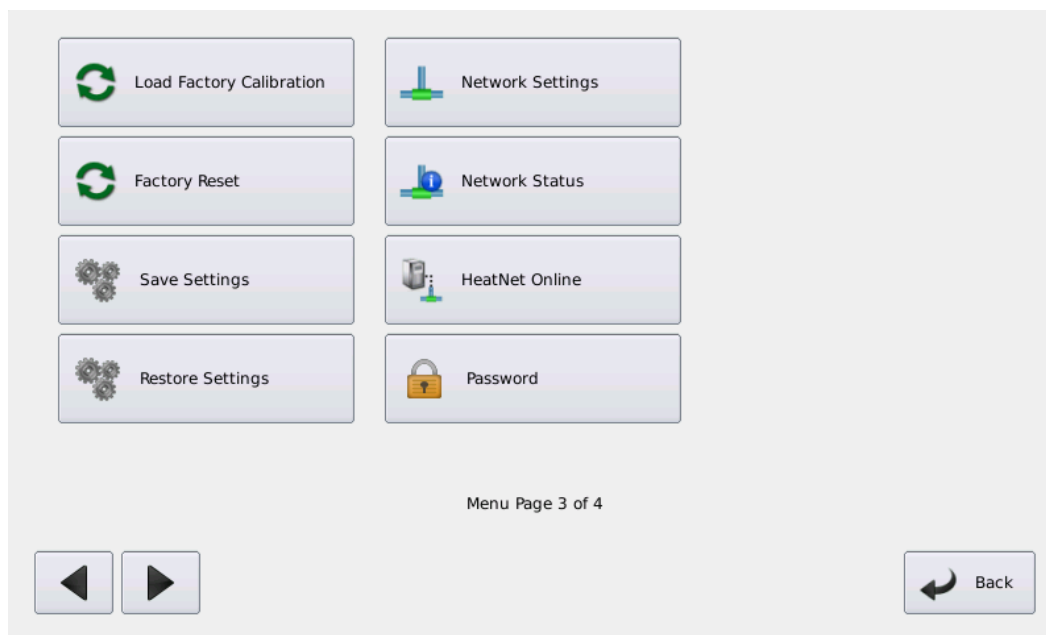 Load Factory Calibration
Network Settings
Factory Reset
Network Status
Save Settings
HeatNet Online
Restore Settings
Password
Menu Page 3 of 4
Back